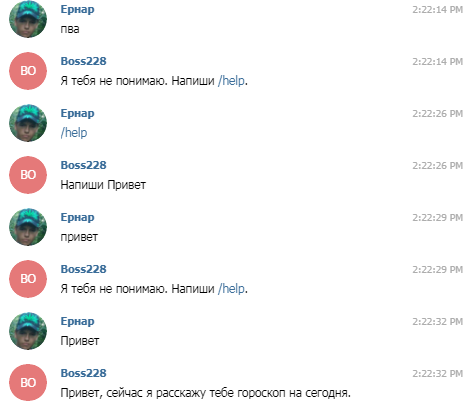 Ернар 2:22:14 PM
пва
BO Boss228 2:22:14 PM
Я тебя не понимаю. Напиши /help.
Ернар 2:22:26 PM
/help
BO Boss228 2:22:26 PM
Напиши Привет
Ернар 2:22:29 PM
привет
BO Boss228 2:22:29 PM
Я тебя не понимаю. Напиши /help.
Ернар 2:22:32 PM
Привет
BO Boss228 2:22:32 PM
Привет, сейчас я расскажу тебе гороскоп на сегодня.